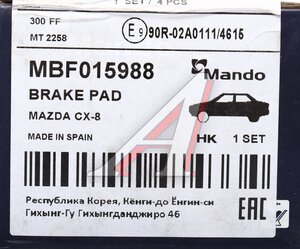 1 SET / 4 PCS
300 FF
MT 2258
E9 90R-02A0111/4615
MBF015988
Mando
BRAKE PAD
MAZDA CX-8
MADE IN SPAIN
HK 1 SET
Республика Корея, Кёнги-до Ёнгин-си
Гихынг-Гу Гихынгданджиро 46
EAC